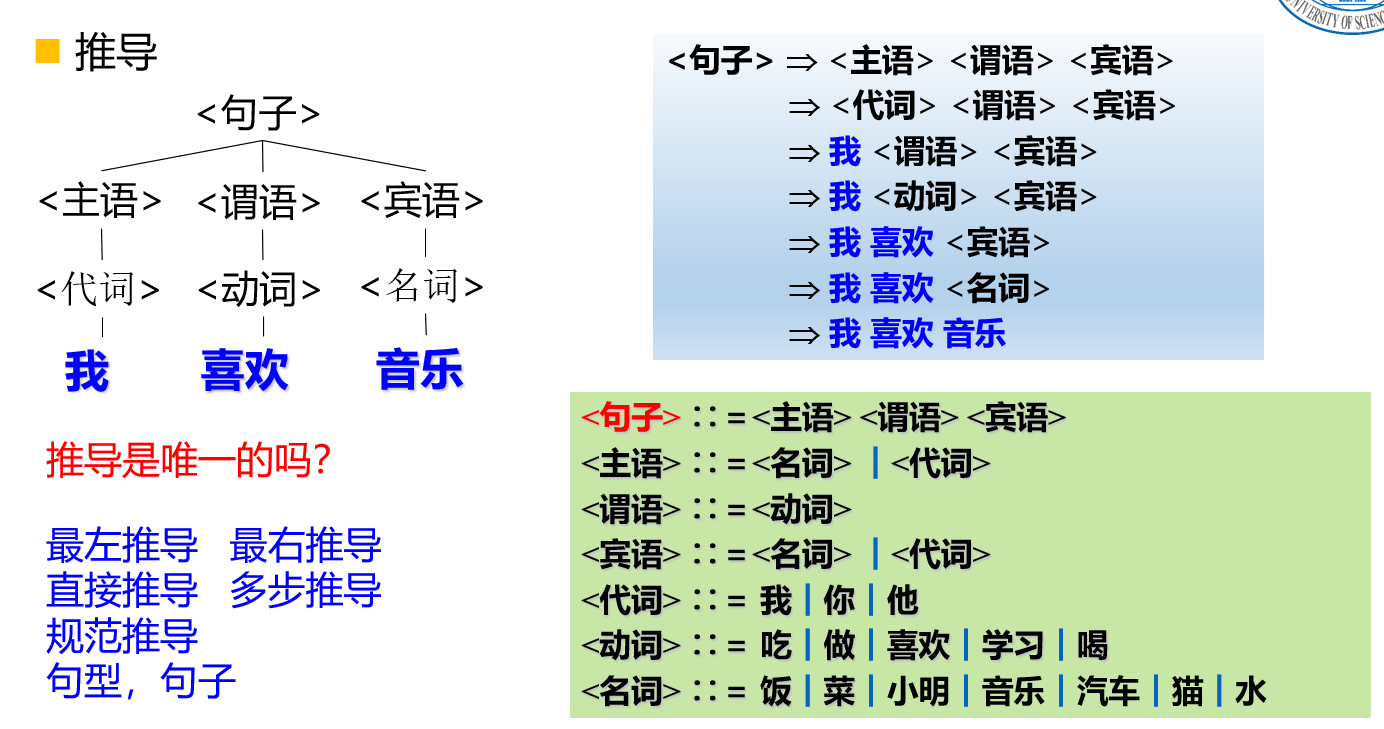 UNIVERSITY OF SCIEN
推导
<句子>
<主语> <谓语> <宾语>
<代词> <动词> <名词>
我 喜欢 音乐
推导是唯一的吗？
最左推导 最右推导
直接推导 多步推导
规范推导
句型，句子
<句子> ⇒ <主语> <谓语> <宾语>
⇒ <代词> <谓语> <宾语>
⇒ 我 <谓语> <宾语>
⇒ 我 <动词> <宾语>
⇒ 我 喜欢 <宾语>
⇒ 我 喜欢 <名词>
⇒ 我 喜欢 音乐
<句子> ∷= <主语> <谓语> <宾语>
<主语> ∷= <名词> | <代词>
<谓语> ∷= <动词>
<宾语> ∷= <名词> | <代词>
<代词> ∷= 我 | 你 | 他
<动词> ∷= 吃 | 做 | 喜欢 | 学习 | 喝
<名词> ∷= 饭 | 菜 | 小明 | 音乐 | 汽车 | 猫 | 水